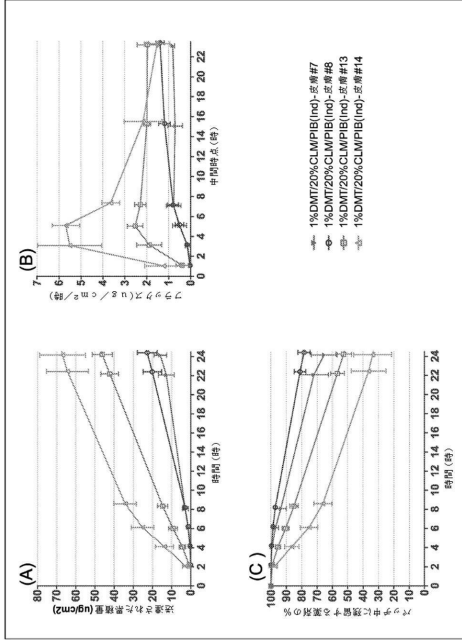 (A)
送達された累積量(ug/cm2)
80
70
60
50
40
30
20
10
0
0 2 4 6 8 10 12 14 16 18 20 22 24
時間 (時)
(B)
フラックス(ug/cm²/時)
7
6
5
4
3
2
1
0
0 2 4 6 8 10 12 14 16 18 20 22
中間時点 (時)
(C)
パッチ中に残留する薬剤の%
100
90
80
70
60
50
40
30
20
10
0
0 2 4 6 8 10 12 14 16 18 20 22 24
時間 (時)
1%DMT/20%CLM/PIB(Ind)-皮膚#7
1%DMT/20%CLM/PIB(Ind)-皮膚#8
1%DMT/20%CLM/PIB(Ind)-皮膚#13
1%DMT/20%CLM/PIB(Ind)-皮膚#14